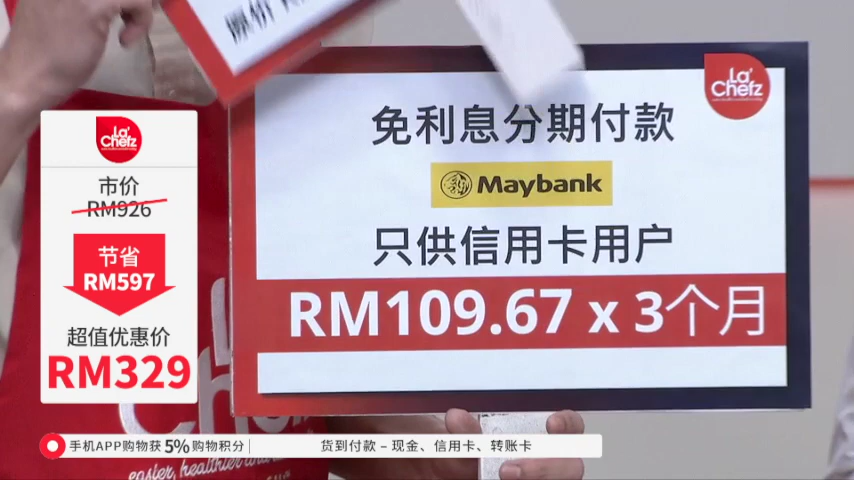 La'
Chefz
市价
RM926
节省
RM597
超值优惠价
RM329
La'
Chefz
免利息分期付款
Maybank
只供信用卡用户
RM109.67 x 3个月
Chefz
easier, healthier
手机APP购物获5%购物积分
货到付款 – 现金、信用卡、转账卡